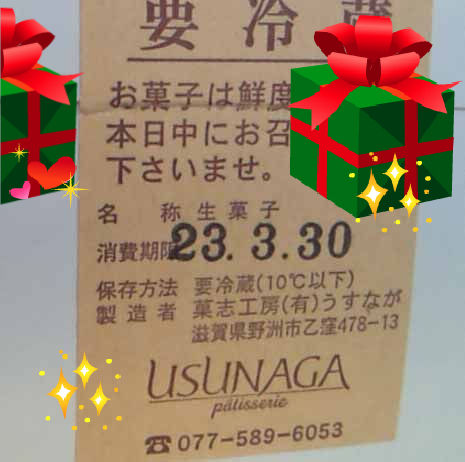 要冷蔵
お菓子は鮮度
本日中にお召
下さいませ。
名 称 生菓子
消費期限 23.3.30
保存方法 要冷蔵(10℃以下)
製造者 菓志工房(有)うすなが
滋賀県野洲市乙窪478-13
USUNAGA
pâtisserie
☎077-589-6053